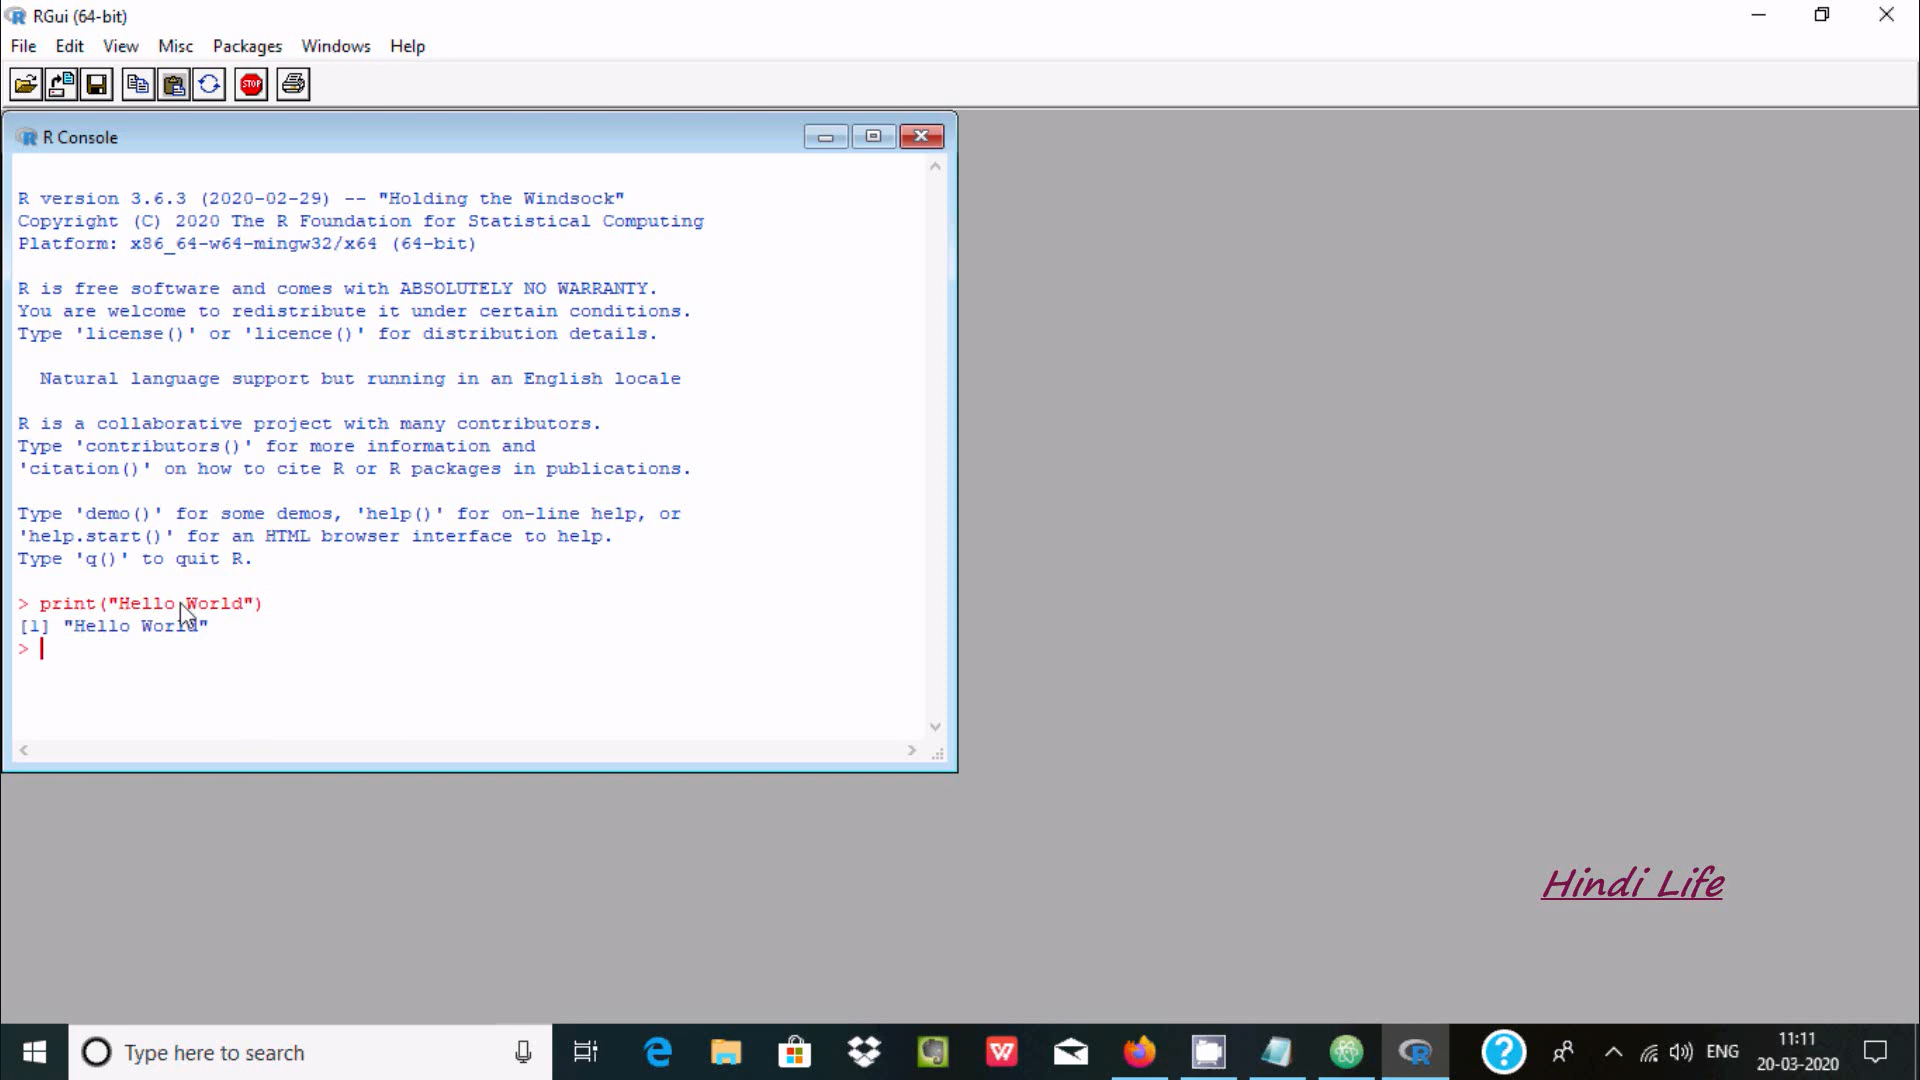 RGui (64-bit)
File Edit View Misc Packages Windows Help
STOP
R Console
R version 3.6.3 (2020-02-29) -- "Holding the Windsock"
Copyright (C) 2020 The R Foundation for Statistical Computing
Platform: x86_64-w64-mingw32/x64 (64-bit)
R is free software and comes with ABSOLUTELY NO WARRANTY.
You are welcome to redistribute it under certain conditions.
Type 'license()' or 'licence()' for distribution details.
Natural language support but running in an English locale
R is a collaborative project with many contributors.
Type 'contributors()' for more information and
'citation()' on how to cite R or R packages in publications.
Type 'demo()' for some demos, 'help()' for on-line help, or
'help.start()' for an HTML browser interface to help.
Type 'q()' to quit R.
> print("Hello World")
[1] "Hello World"
>
Hindi Life
Type here to search
ENG
11:11
20-03-2020